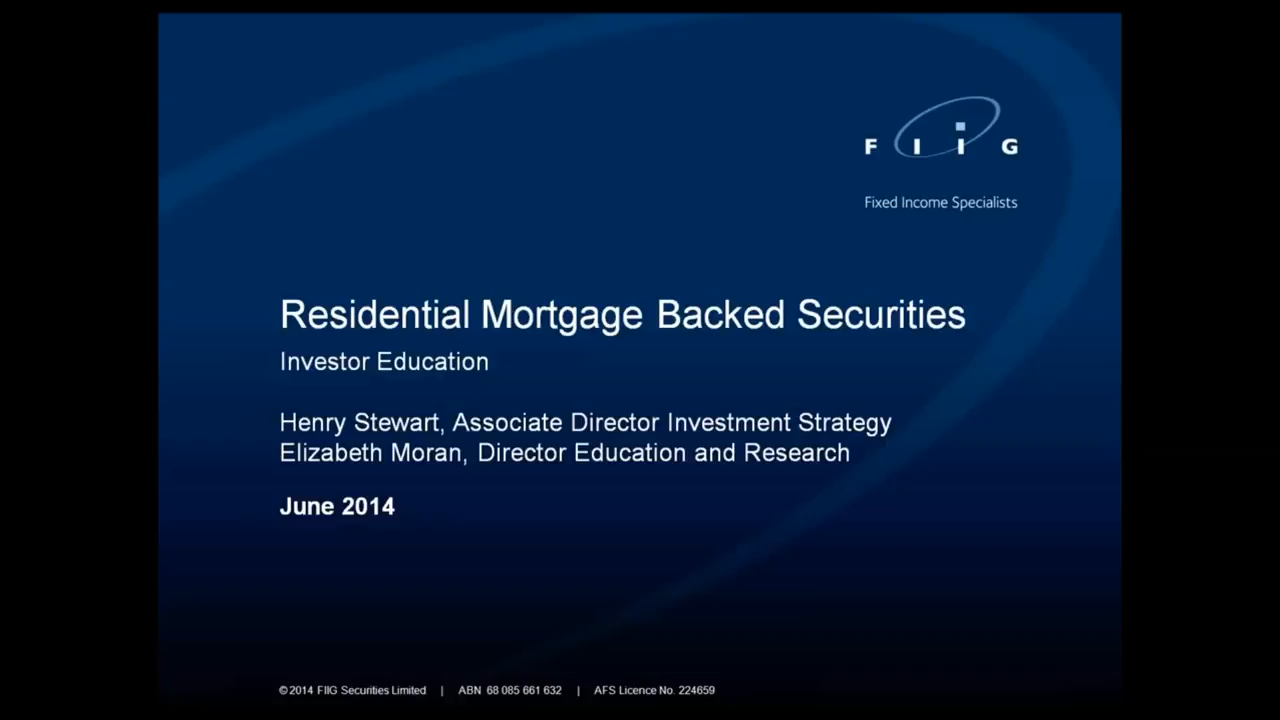 FIIG
Fixed Income Specialists
Residential Mortgage Backed Securities
Investor Education
Henry Stewart, Associate Director Investment Strategy
Elizabeth Moran, Director Education and Research
June 2014
© 2014 FIIG Securities Limited | ABN 68 085 661 632 | AFS Licence No. 224659